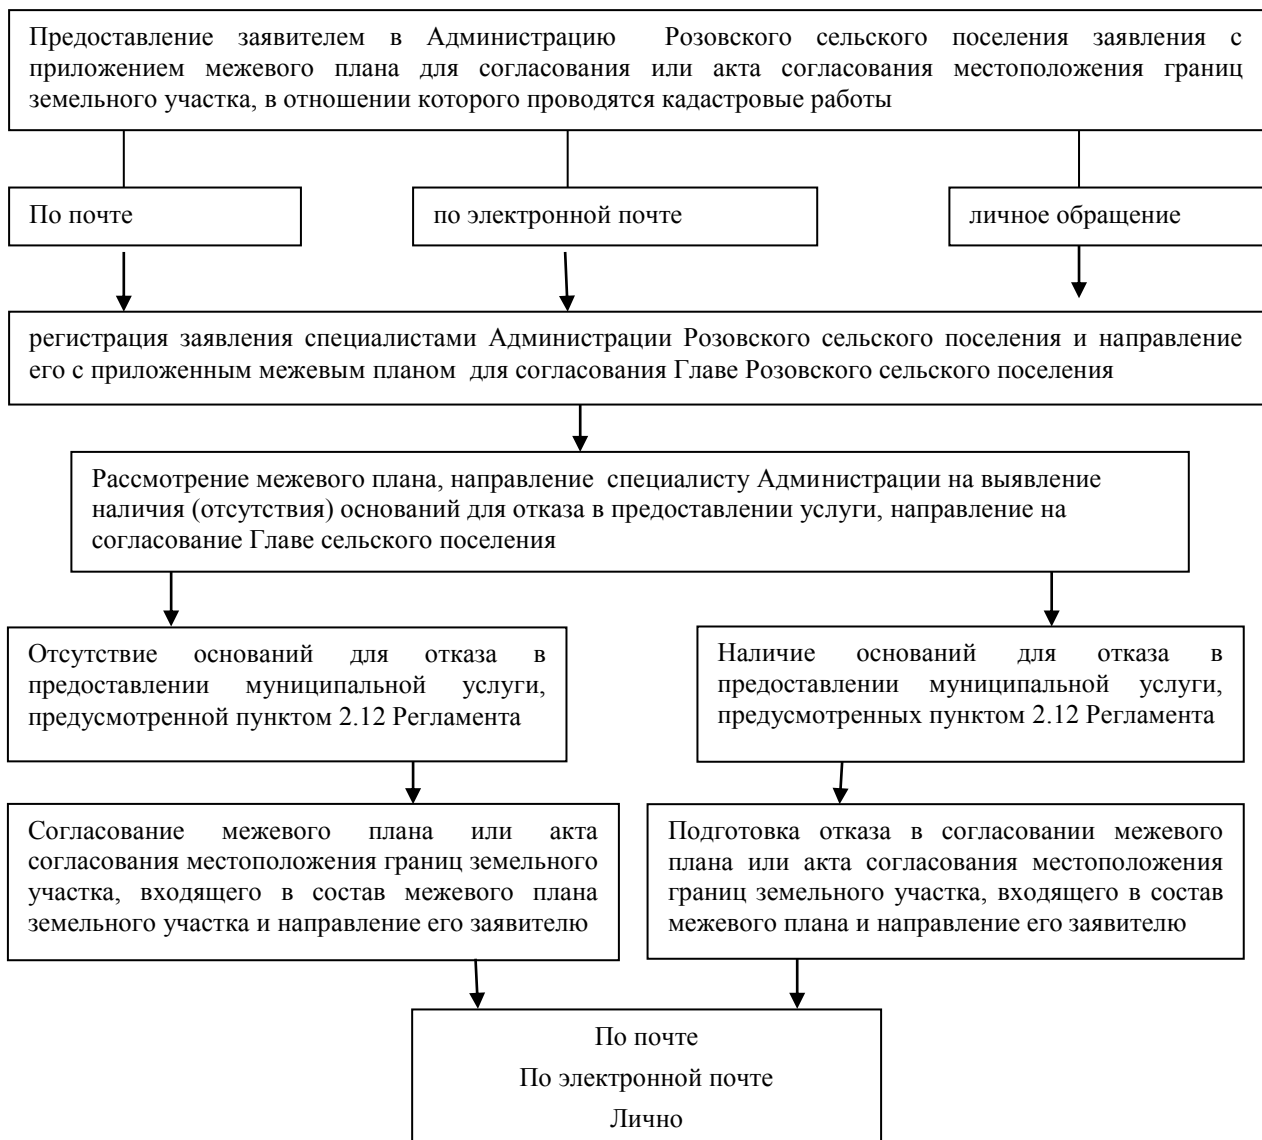 Предоставление заявителем в Администрацию Розовского сельского поселения заявления с
приложением межевого плана для согласования или акта согласования местоположения границ
земельного участка, в отношении которого проводятся кадастровые работы
По почте
по электронной почте
личное обращение
регистрация заявления специалистами Администрации Розовского сельского поселения и направление
его с приложенным межевым планом для согласования Главе Розовского сельского поселения
Рассмотрение межевого плана, направление специалисту Администрации на выявление
наличия (отсутствия) оснований для отказа в предоставлении услуги, направление на
согласование Главе сельского поселения
Отсутствие оснований для отказа в
предоставлении муниципальной услуги,
предусмотренной пунктом 2.12 Регламента
Наличие оснований для отказа в
предоставлении муниципальной услуги,
предусмотренных пунктом 2.12 Регламента
Согласование межевого плана или акта
согласования местоположения границ земельного
участка, входящего в состав межевого плана
земельного участка и направление его заявителю
Подготовка отказа в согласовании межевого
плана или акта согласования местоположения
границ земельного участка, входящего в состав
межевого плана и направление его заявителю
По почте
По электронной почте
Лично